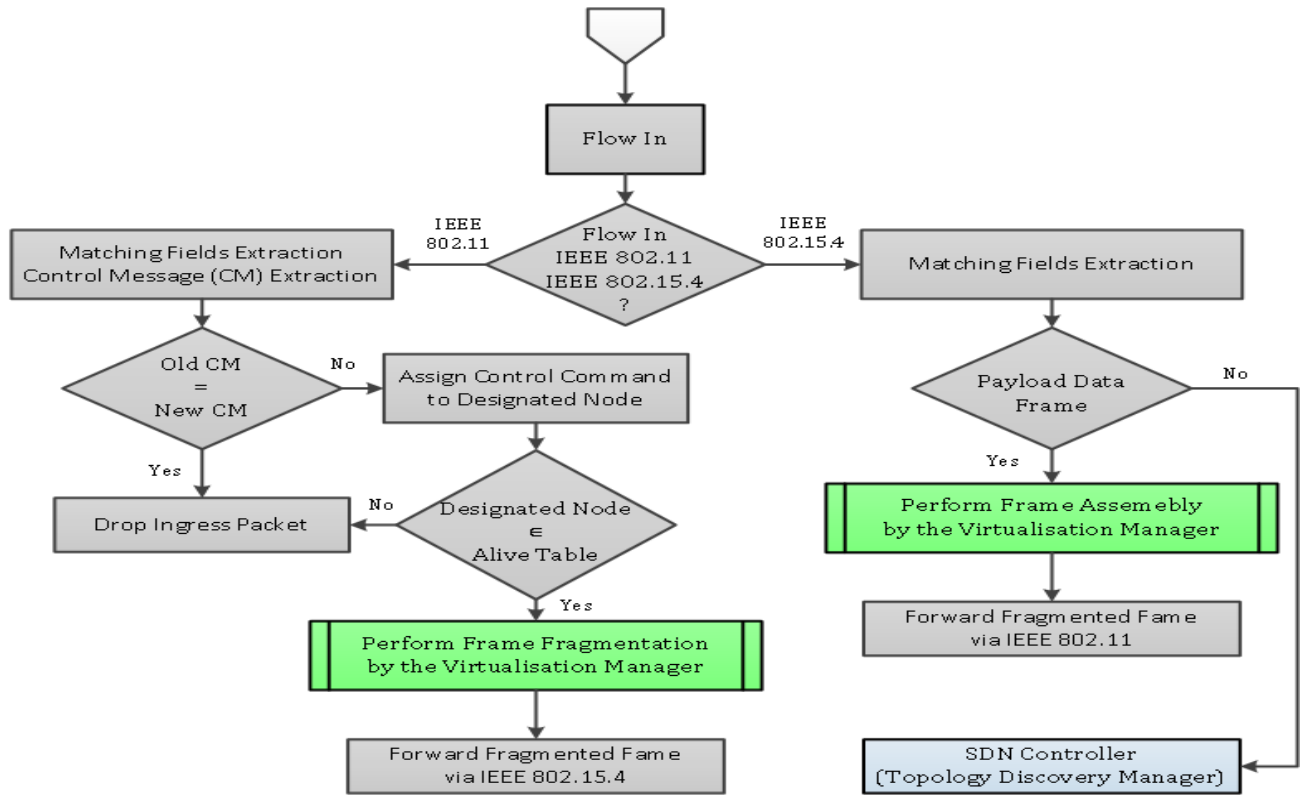 Flow In
Flow In
IEEE 802.11
IEEE 802.15.4
?
IEEE
802.11
IEEE
802.15.4
Matching Fields Extraction
Control Message (CM) Extraction
Matching Fields Extraction
Old CM
=
New CM
No
Yes
Assign Control Command
to Designated Node
Payload Data
Frame
No
Yes
Drop Ingress Packet
No
Designated Node
∈
Alive Table
Yes
Perform Frame Assemebly
by the Virtualisation Manager
Forward Fragmented Fame
via IEEE 802.11
Perform Frame Fragmentation
by the Virtualisation Manager
Forward Fragmented Fame
via IEEE 802.15.4
SDN Controller
(Topology Discovery Manager)